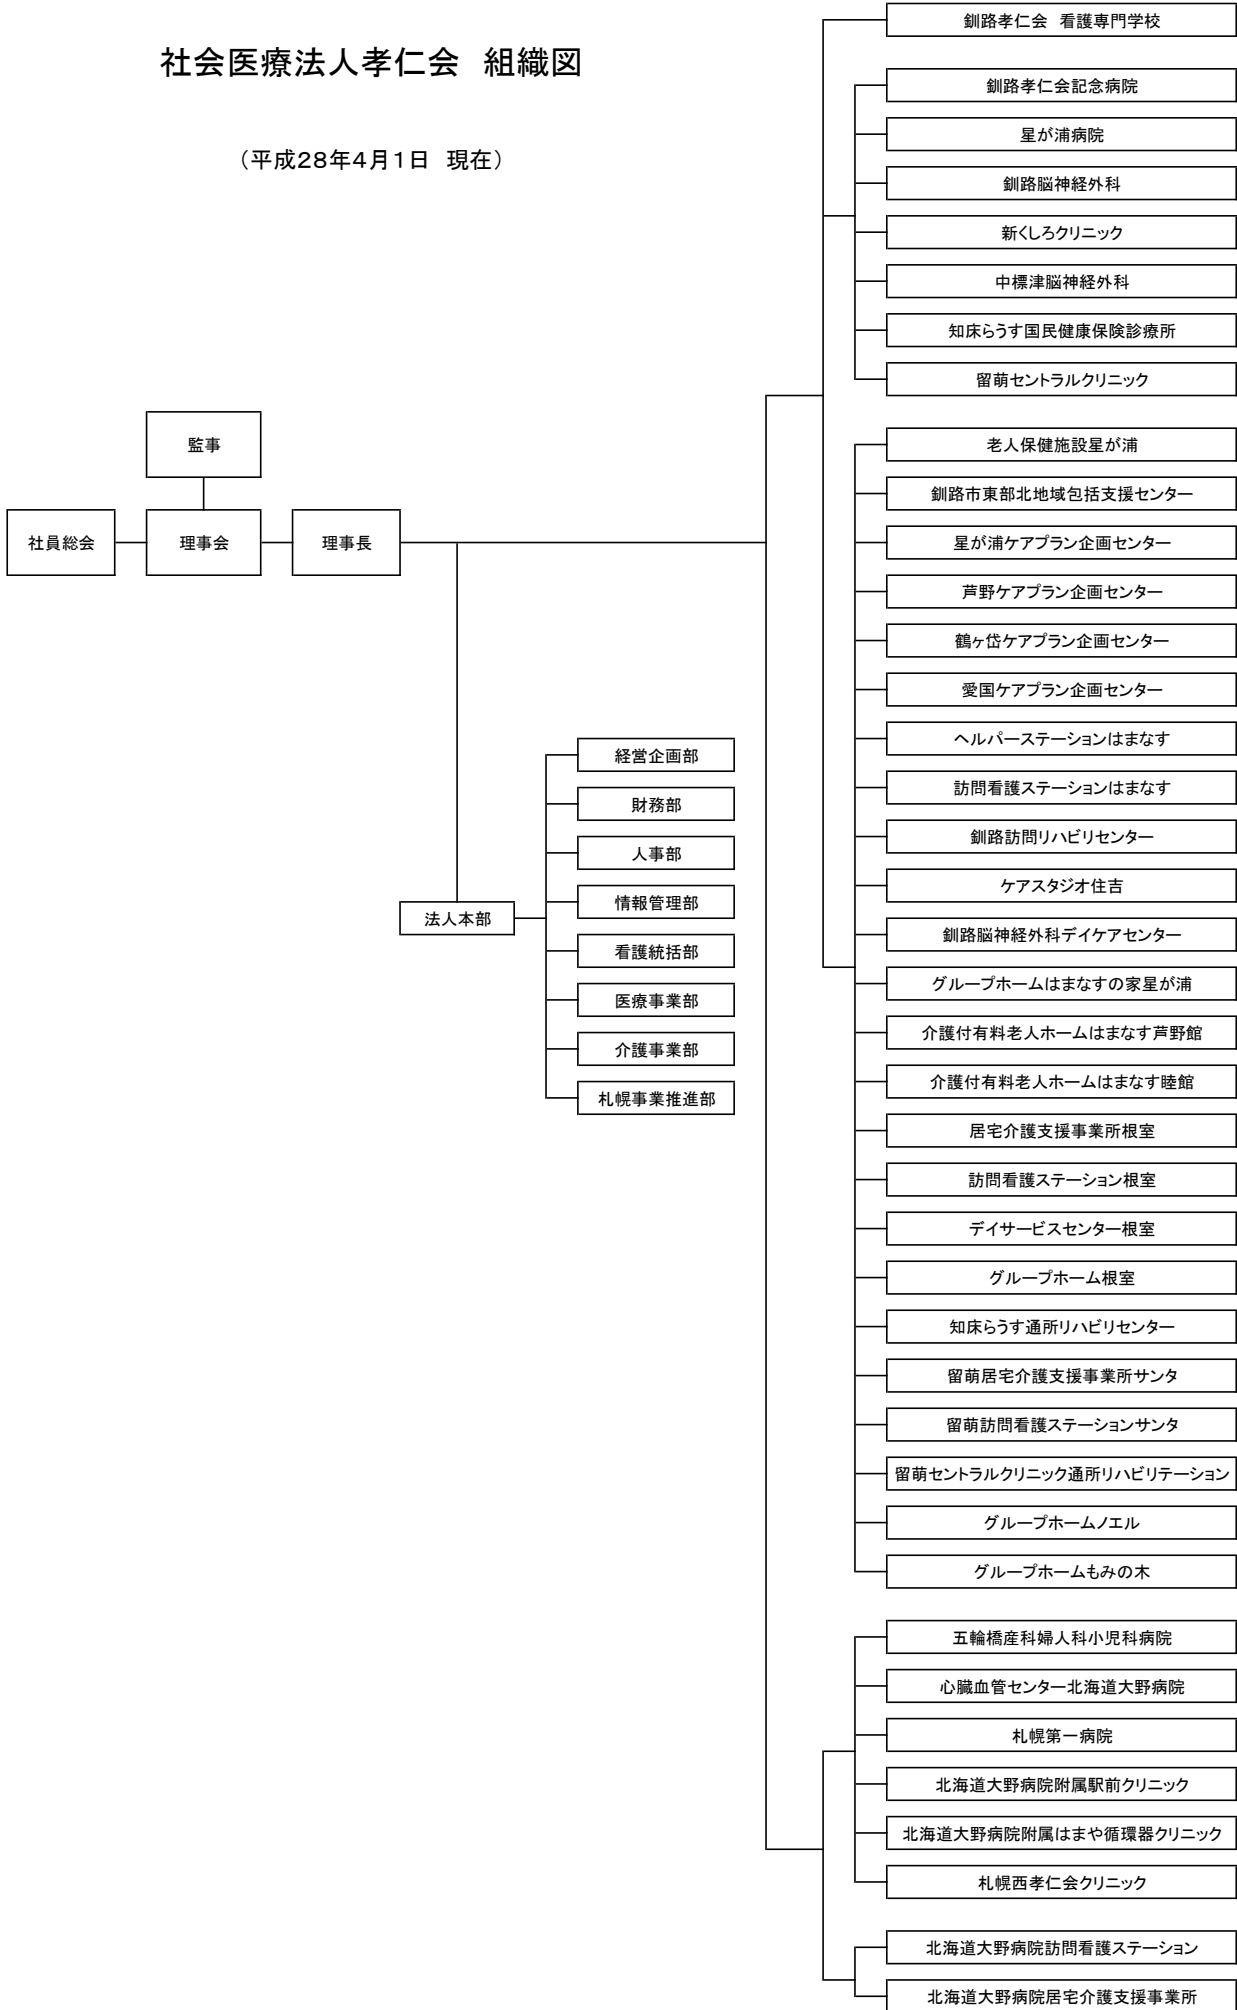 社会医療法人孝仁会 組織図
（平成28年4月1日 現在）
監事
社員総会
理事会
理事長
法人本部
経営企画部
財務部
人事部
情報管理部
看護統括部
医療事業部
介護事業部
札幌事業推進部
釧路孝仁会 看護専門学校
釧路孝仁会記念病院
星が浦病院
釧路脳神経外科
新くしろクリニック
中標津脳神経外科
知床らうす国民健康保険診療所
留萌セントラルクリニック
老人保健施設星が浦
釧路市東部北地域包括支援センター
星が浦ケアプラン企画センター
芦野ケアプラン企画センター
鶴ヶ岱ケアプラン企画センター
愛国ケアプラン企画センター
ヘルパーステーションはまなす
訪問看護ステーションはまなす
釧路訪問リハビリセンター
ケアスタジオ住吉
釧路脳神経外科デイケアセンター
グループホームはまなすの家星が浦
介護付有料老人ホームはまなす芦野館
介護付有料老人ホームはまなす睦館
居宅介護支援事業所根室
訪問看護ステーション根室
デイサービスセンター根室
グループホーム根室
知床らうす通所リハビリセンター
留萌居宅介護支援事業所サンタ
留萌訪問看護ステーションサンタ
留萌セントラルクリニック通所リハビリテーション
グループホームノエル
グループホームもみの木
五輪橋産科婦人科小児科病院
心臓血管センター北海道大野病院
札幌第一病院
北海道大野病院附属駅前クリニック
北海道大野病院附属はまや循環器クリニック
札幌西孝仁会クリニック
北海道大野病院訪問看護ステーション
北海道大野病院居宅介護支援事業所